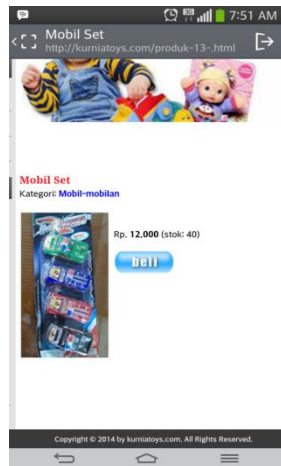 7:51 AM
Mobil Set
http://kurniatoys.com/produk-13-.html
Mobil Set
Kategori: Mobil-mobilan
Rp. 12,000 (stok: 40)
beli
Copyright © 2014 by kurniatoys.com. All Rights Reserved.